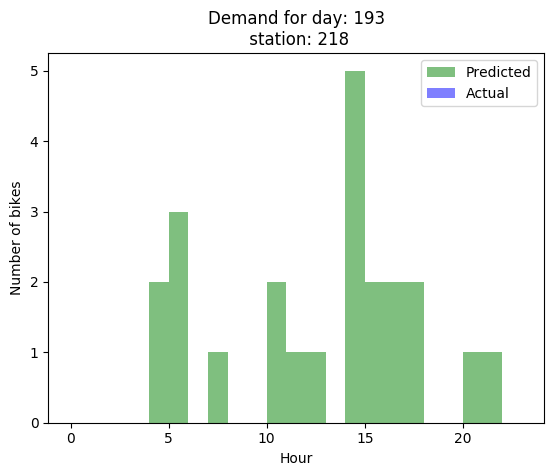 Demand for day: 193
station: 218
Predicted
Actual
Number of bikes
5
4
3
2
1
0
0 5 10 15 20
Hour